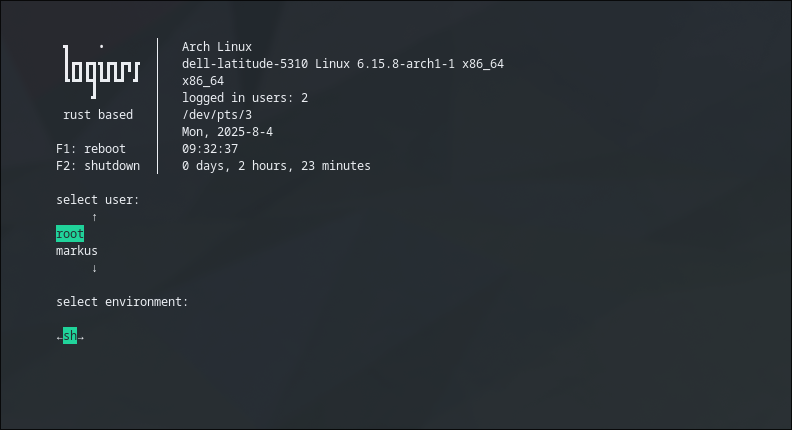 loginrs
rust based
F1: reboot
F2: shutdown
Arch Linux
dell-latitude-5310 Linux 6.15.8-arch1-1 x86_64
x86_64
logged in users: 2
/dev/pts/3
Mon, 2025-8-4
09:32:37
0 days, 2 hours, 23 minutes
select user:
↑
root
markus
↓
select environment:
←sh→